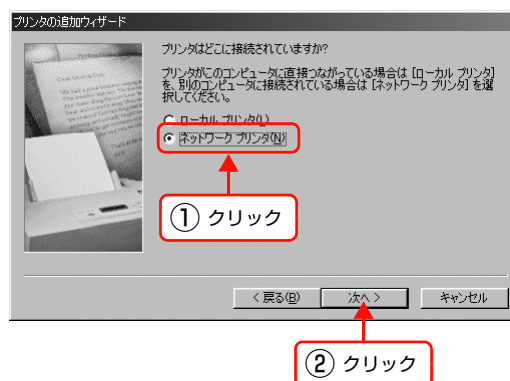 プリンタの追加ウィザード
プリンタはどこに接続されていますか?
プリンタがこのコンピュータに直接つながっている場合は [ローカル プリンタ]
を、別のコンピュータに接続されている場合は [ネットワーク プリンタ] を選
択してください。
ローカル プリンタ(L)
ネットワーク プリンタ(N)
① クリック
< 戻る(B)
次へ >
キャンセル
② クリック